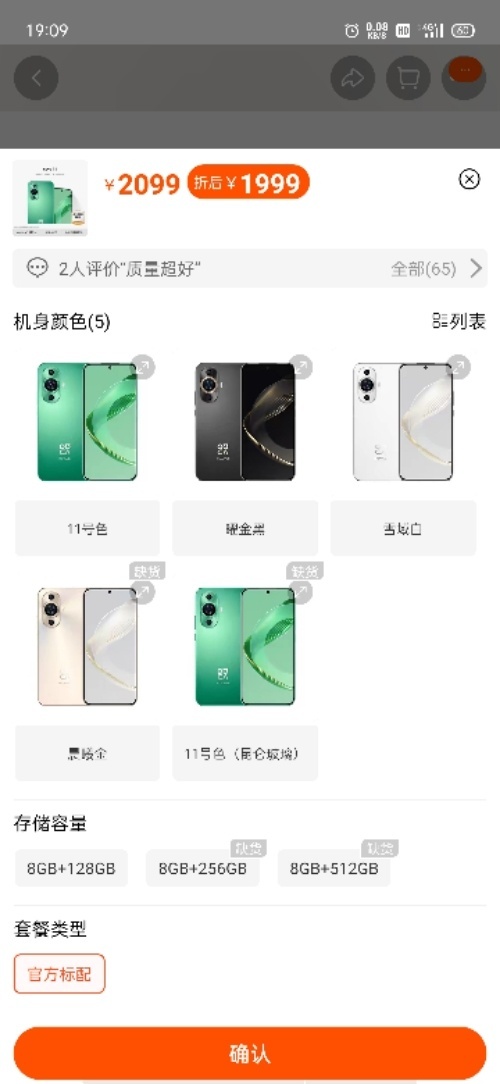 19:09
0.08 KB/S HD 4G 60
¥2099 折后¥1999
2人评价“质量超好” 全部(65)
机身颜色(5) 列表
11号色 曜金黑 雪域白
缺货 缺货
晨曦金 11号色（昆仑玻璃）
存储容量
缺货 缺货
8GB+128GB 8GB+256GB 8GB+512GB
套餐类型
官方标配
确认